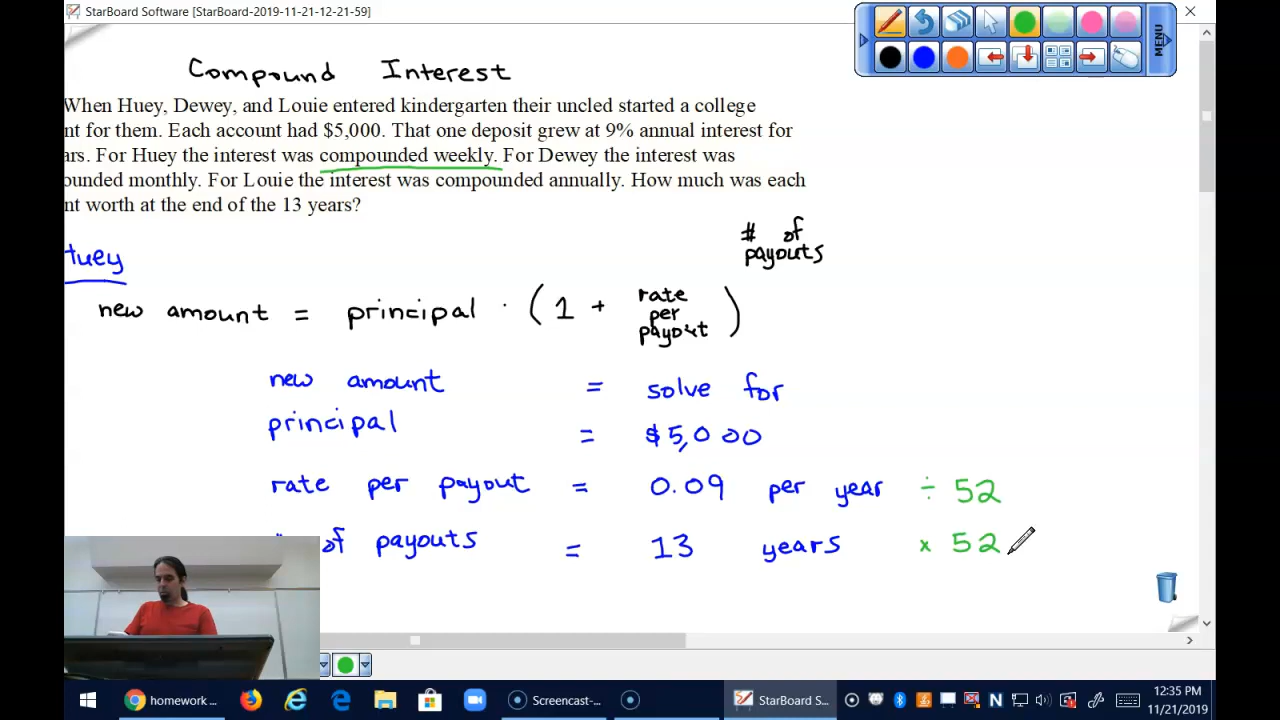 StarBoard Software [StarBoard-2019-11-21-12-21-59]
MENU
Compound Interest
When Huey, Dewey, and Louie entered kindergarten their uncled started a college
nt for them. Each account had $5,000. That one deposit grew at 9% annual interest for
ars. For Huey the interest was compounded weekly. For Dewey the interest was
ounded monthly. For Louie the interest was compounded annually. How much was each
nt worth at the end of the 13 years?
# of
payouts
Huey
new amount = principal · ( 1 + rate per payout )
new amount = solve for
principal = $5,000
rate per payout = 0.09 per year ÷ 52
of payouts = 13 years × 52
homework ...
Screencast-...
StarBoard S...
12:35 PM
11/21/2019